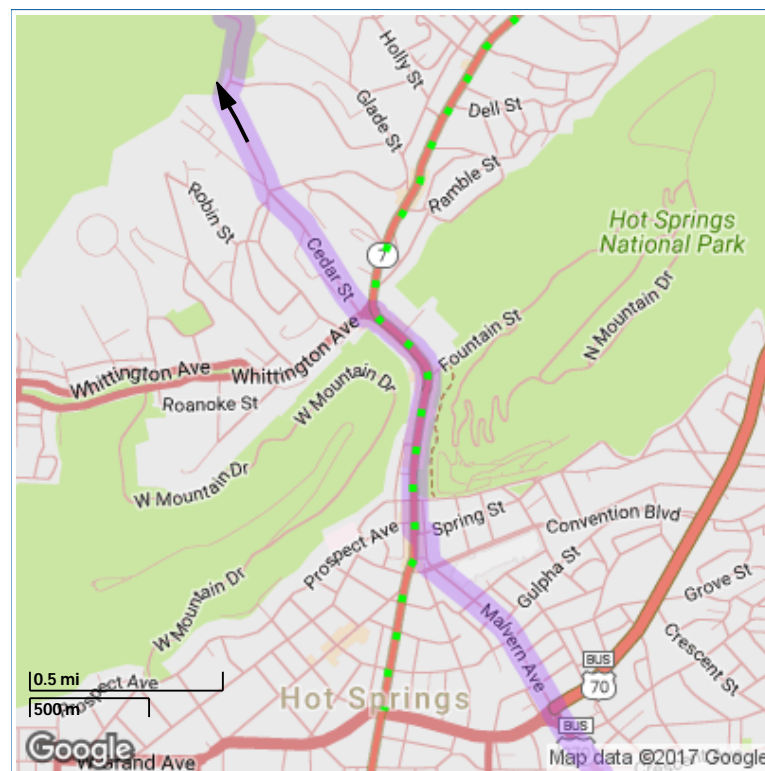 Holly St
Glade St
Dell St
Ramble St
Robin St
Hot Springs
National Park
7
Cedar St
N Mountain Dr
Fountain St
Whittington Ave
Whittington Ave
W Mountain Dr
Roanoke St
W Mountain Dr
Spring St
Convention Blvd
Prospect Ave
Gulpha St
Grove St
W Mountain Dr
Malvern Ave
Crescent St
BUS
70
0.5 mi
Prospect Ave
500 m
Hot Springs
BUS
Google
W Grand Ave
Map data ©2017 Google